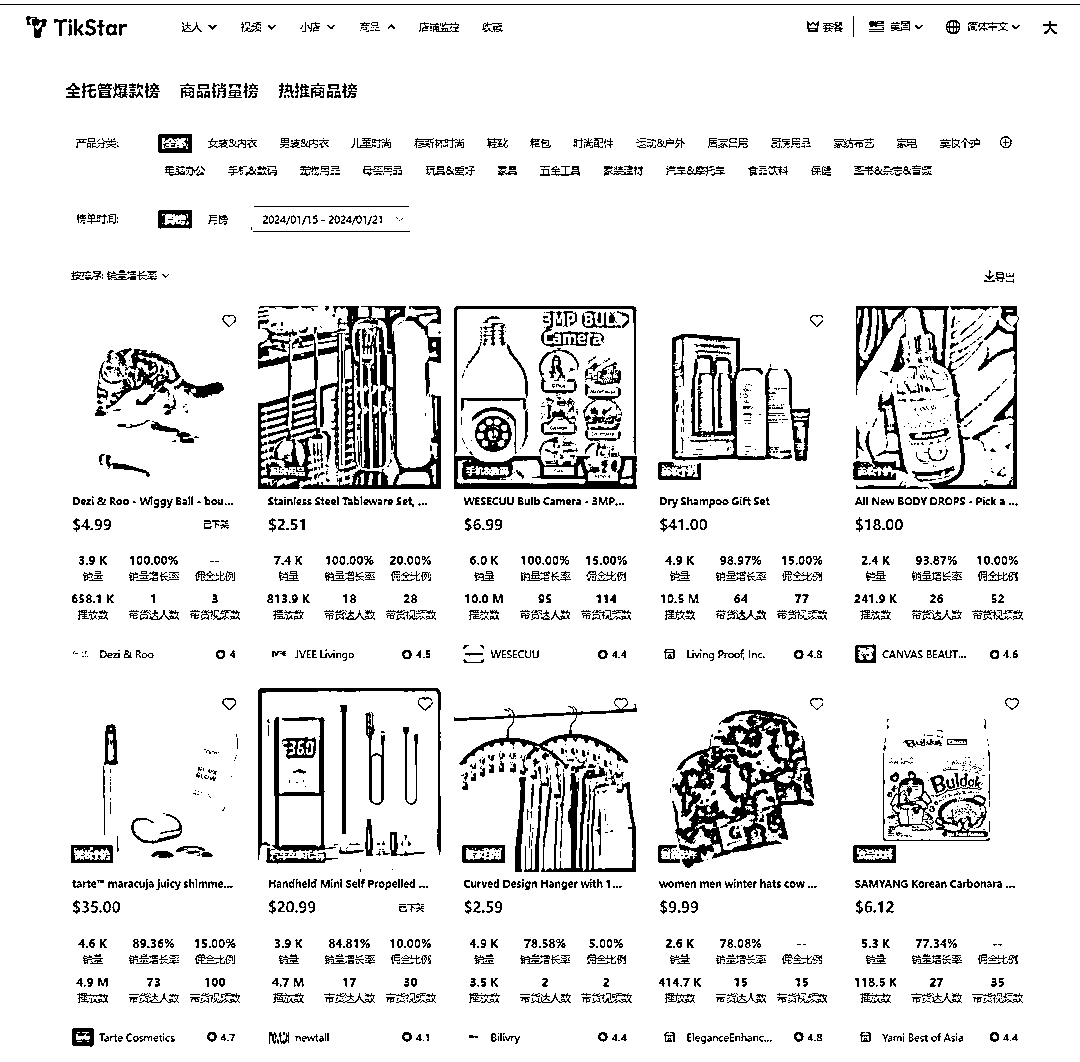 TikStar 达人 视频 小店 商品 店铺监控 收藏 套餐 美国 简体中文 大
全托管爆款榜 商品销量榜 热推商品榜
产品分类: 全部 女装&内衣 男装&内衣 儿童时尚 穆斯林时尚 鞋靴 箱包 时尚配件 运动&户外 居家日用 厨房用品 家纺布艺 家电 美妆个护
电脑办公 手机&数码 宠物用品 母婴用品 玩具&爱好 家具 五金工具 家装建材 汽车&摩托车 食品饮料 保健 图书&杂志&音频
榜单时间: 周榜 月榜 2024/01/15 - 2024/01/21
按排序: 销量增长率 导出
3MP BULB
Camera
手机&数码
Dezi & Roo - Wiggy Ball - bou... Stainless Steel Tableware Set, ... WESECUU Bulb Camera - 3MP... Dry Shampoo Gift Set All New BODY DROPS - Pick a ...
$4.99 已下架 $2.51 $6.99 $41.00 $18.00
3.9 K 100.00% -- 7.4 K 100.00% 20.00% 6.0 K 100.00% 15.00% 4.9 K 98.97% 15.00% 2.4 K 93.87% 10.00%
销量 销量增长率 佣金比例 销量 销量增长率 佣金比例 销量 销量增长率 佣金比例 销量 销量增长率 佣金比例 销量 销量增长率 佣金比例
658.1 K 1 3 813.9 K 18 28 10.0 M 95 114 10.5 M 64 77 241.9 K 26 52
播放数 带货达人数 带货视频数 播放数 带货达人数 带货视频数 播放数 带货达人数 带货视频数 播放数 带货达人数 带货视频数 播放数 带货达人数 带货视频数
Dezi & Roo 4 JVEE Livingo 4.5 WESECUU 4.4 Living Proof, Inc. 4.8 CANVAS BEAUT... 4.6
360
Buldak
tarte™ maracuja juicy shimme... Handheld Mini Self Propelled ... Curved Design Hanger with 1... women men winter hats cow ... SAMYANG Korean Carbonara ...
$35.00 $20.99 已下架 $2.59 $9.99 $6.12
4.6 K 89.36% 15.00% 3.9 K 84.81% 10.00% 4.9 K 78.58% 5.00% 2.6 K 78.08% -- 5.3 K 77.34% --
销量 销量增长率 佣金比例 销量 销量增长率 佣金比例 销量 销量增长率 佣金比例 销量 销量增长率 佣金比例 销量 销量增长率 佣金比例
4.9 M 73 100 4.7 M 17 30 3.5 K 2 2 414.7 K 15 15 118.5 K 27 35
播放数 带货达人数 带货视频数 播放数 带货达人数 带货视频数 播放数 带货达人数 带货视频数 播放数 带货达人数 带货视频数 播放数 带货达人数 带货视频数
Tarte Cosmetics 4.7 newtall 4.1 Bilivry 4.4 EleganceEnhanc... 4.8 Yami Best of Asia 4.4